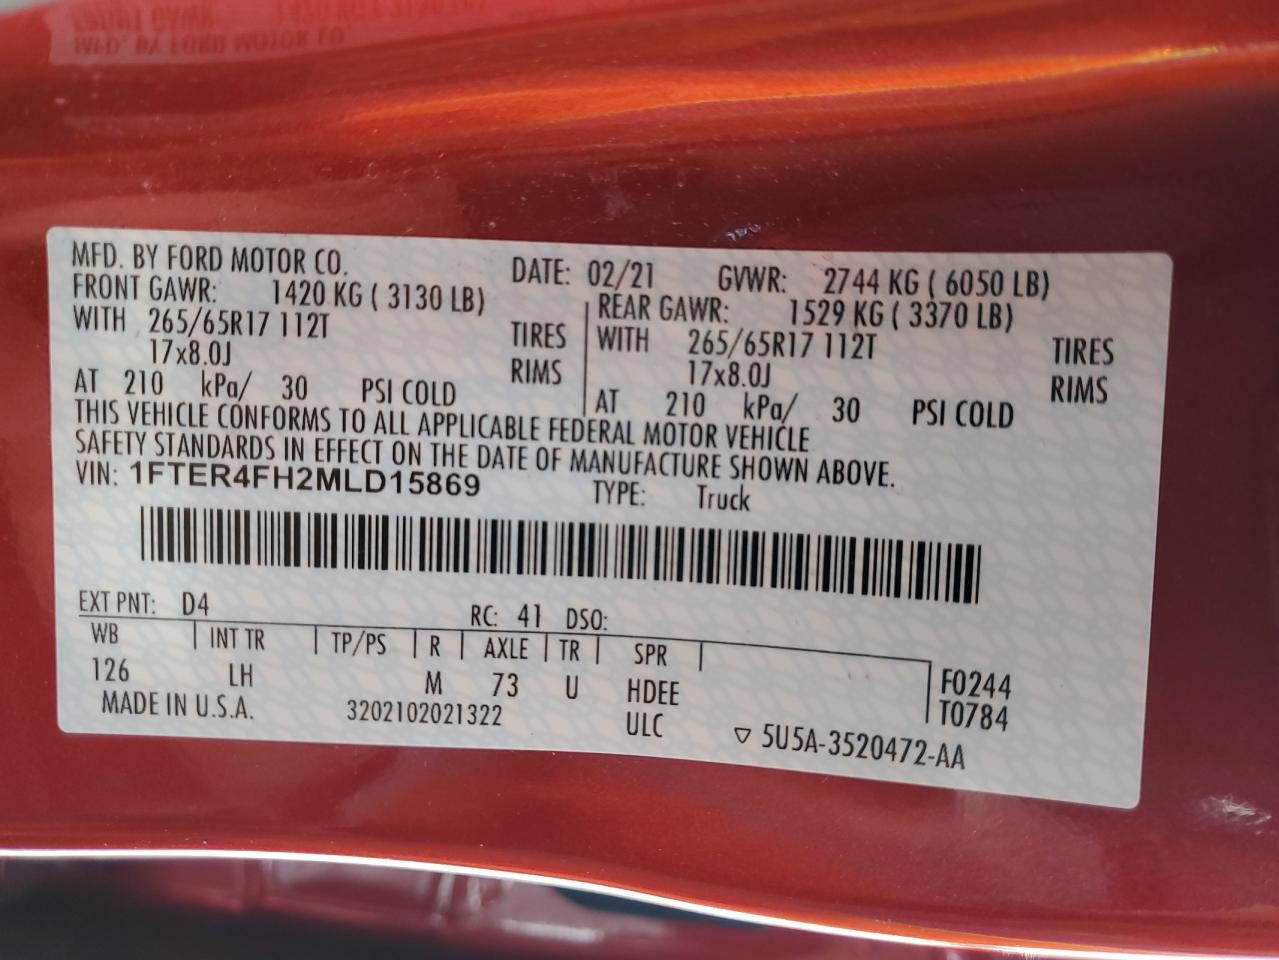 MFD. BY FORD MOTOR CO. DATE: 02/21 GVWR: 2744 KG ( 6050 LB)
FRONT GAWR: 1420 KG ( 3130 LB) REAR GAWR: 1529 KG ( 3370 LB)
WITH 265/65R17 112T TIRES WITH 265/65R17 112T TIRES
17x8.0J RIMS 17x8.0J RIMS
AT 210 kPa/ 30 PSI COLD AT 210 kPa/ 30 PSI COLD
THIS VEHICLE CONFORMS TO ALL APPLICABLE FEDERAL MOTOR VEHICLE
SAFETY STANDARDS IN EFFECT ON THE DATE OF MANUFACTURE SHOWN ABOVE.
VIN: 1FTER4FH2MLD15869 TYPE: Truck
EXT PNT: D4 RC: 41 DSO:
WB INT TR TP/PS R AXLE TR SPR
126 LH M 73 U HDEE F0244
MADE IN U.S.A. 3202102021322 ULC T0784
▽ 5U5A-3520472-AA